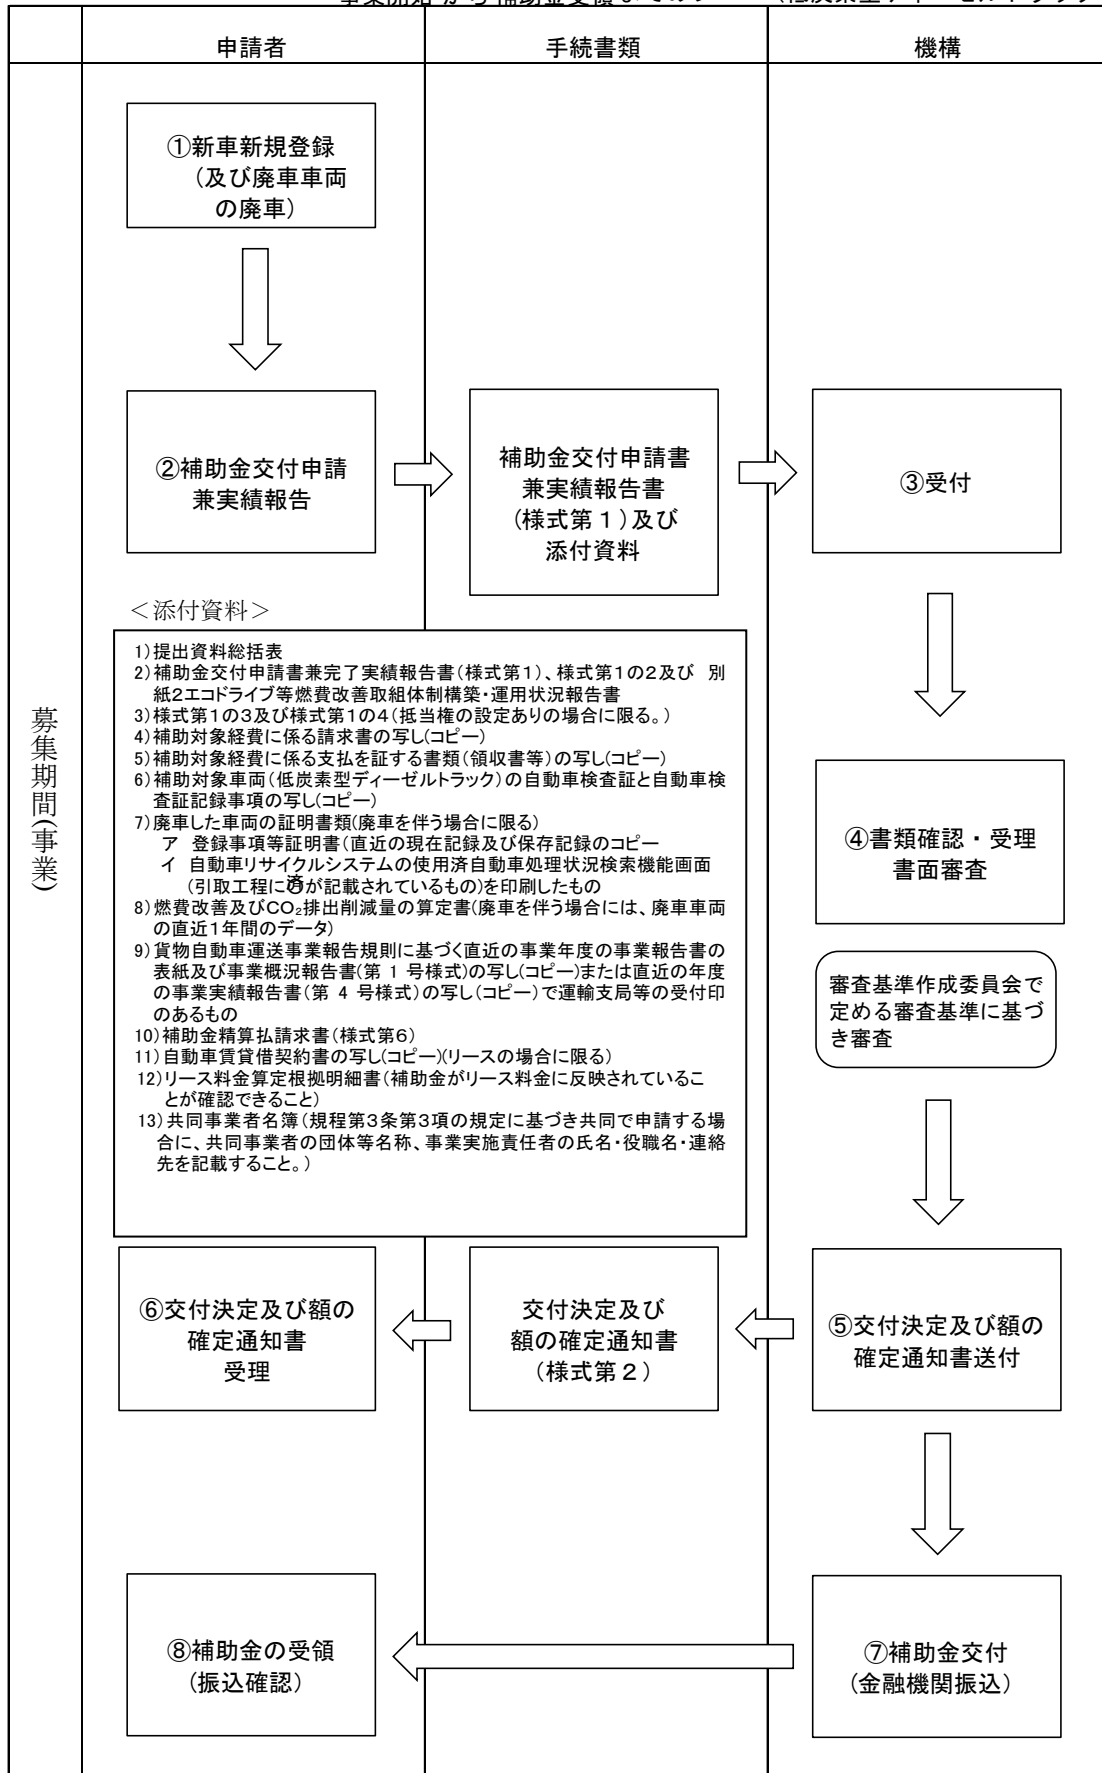 申請者
手続書類
機構
募集期間(事業)
①新車新規登録
(及び廃車車両
の廃車)
②補助金交付申請
兼実績報告
補助金交付申請書
兼実績報告書
(様式第1)及び
添付資料
③受付
＜添付資料＞
1)提出資料総括表
2)補助金交付申請書兼完了実績報告書(様式第1)、様式第1の2及び 別
紙2エコドライブ等燃費改善取組体制構築・運用状況報告書
3)様式第1の3及び様式第1の4(抵当権の設定ありの場合に限る。)
4)補助対象経費に係る請求書の写し(コピー)
5)補助対象経費に係る支払を証する書類(領収書等)の写し(コピー)
6)補助対象車両(低炭素型ディーゼルトラック)の自動車検査証と自動車検
査証記録事項の写し(コピー)
7)廃車した車両の証明書類(廃車を伴う場合に限る)
ア 登録事項等証明書(直近の現在記録及び保存記録のコピー
イ 自動車リサイクルシステムの使用済自動車処理状況検索機能画面
(引取工程に㊮が記載されているもの)を印刷したもの
8)燃費改善及びCO₂排出削減量の算定書(廃車を伴う場合には、廃車車両
の直近1年間のデータ)
9)貨物自動車運送事業報告規則に基づく直近の事業年度の事業報告書の
表紙及び事業概況報告書(第 1 号様式)の写し(コピー)または直近の年度
の事業実績報告書(第 4 号様式)の写し(コピー)で運輸支局等の受付印
のあるもの
10)補助金精算払請求書(様式第6)
11)自動車賃貸借契約書の写し(コピー)(リースの場合に限る)
12)リース料金算定根拠明細書(補助金がリース料金に反映されているこ
とが確認できること)
13)共同事業者名簿(規程第3条第3項の規定に基づき共同で申請する場
合に、共同事業者の団体等名称、事業実施責任者の氏名・役職名・連絡
先を記載すること。)
④書類確認・受理
書面審査
審査基準作成委員会で
定める審査基準に基づ
き審査
⑤交付決定及び額の
確定通知書送付
交付決定及び
額の確定通知書
(様式第2)
⑥交付決定及び額の
確定通知書
受理
⑦補助金交付
(金融機関振込)
⑧補助金の受領
(振込確認)